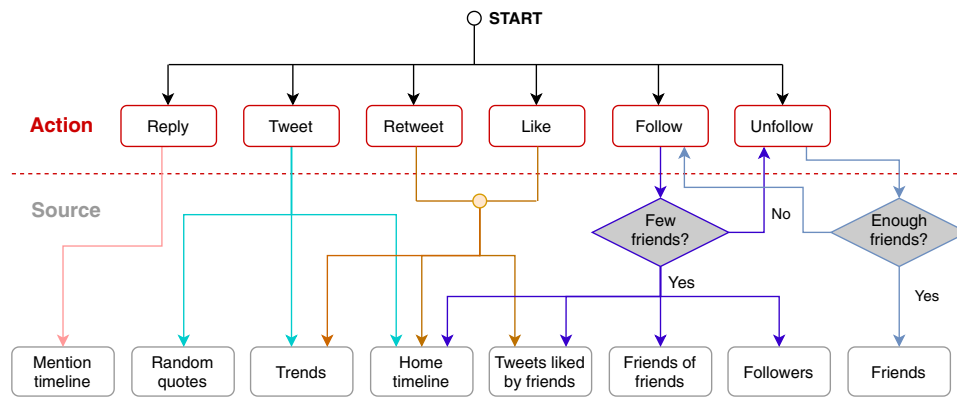 START
Action
Reply
Tweet
Retweet
Like
Follow
Unfollow
Source
Few
friends?
No
Enough
friends?
Yes
Yes
Mention
timeline
Random
quotes
Trends
Home
timeline
Tweets liked
by friends
Friends of
friends
Followers
Friends